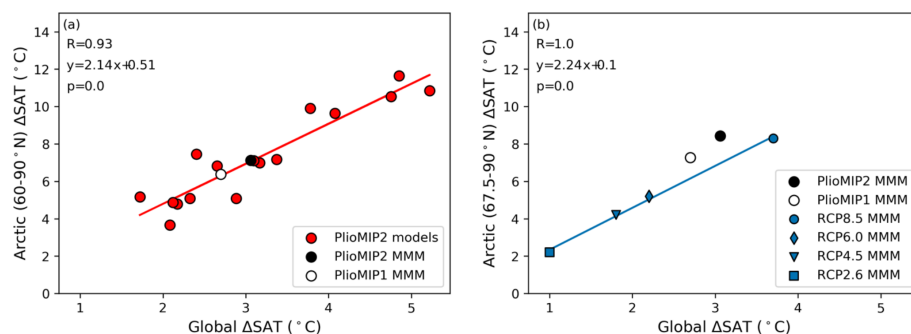 (a)
R=0.93
y=2.14x+0.51
p=0.0
Arctic (60-90°N) ΔSAT (°C)
14
12
10
8
6
4
2
0
1 2 3 4 5
Global ΔSAT (°C)
PlioMIP2 models
PlioMIP2 MMM
PlioMIP1 MMM
(b)
R=1.0
y=2.24x+0.1
p=0.0
Arctic (67.5-90°N) ΔSAT (°C)
14
12
10
8
6
4
2
0
1 2 3 4 5
Global ΔSAT (°C)
PlioMIP2 MMM
PlioMIP1 MMM
RCP8.5 MMM
RCP6.0 MMM
RCP4.5 MMM
RCP2.6 MMM